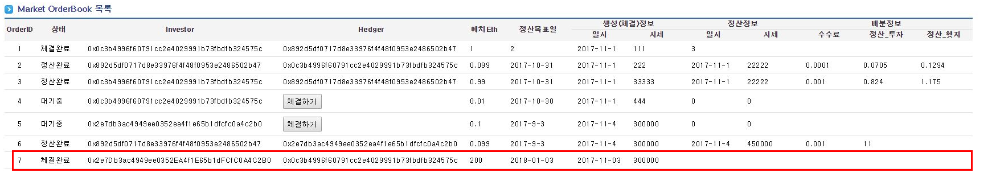 Market OrderBook 목록
OrderID 상태 Investor Hedger 예치Eth 정산목표일 생성(체결)정보 정산정보 배분정보
일시 시세 일시 시세 수수료 정산_투자 정산_헷지
1 체결완료 0x0c3b4996f60791cc2e4029991b73fbdfb324575c 0x892d5df0717d8e33976f4f48f0953e2486502b47 1 2 2017-11-1 111 3
2 정산완료 0x892d5df0717d8e33976f4f48f0953e2486502b47 0x0c3b4996f60791cc2e4029991b73fbdfb324575c 0.099 2017-10-31 2017-11-1 222 2017-11-1 22222 0.0001 0.0705 0.1294
3 정산완료 0x0c3b4996f60791cc2e4029991b73fbdfb324575c 0x892d5df0717d8e33976f4f48f0953e2486502b47 0.99 2017-10-31 2017-11-1 33333 2017-11-1 22222 0.001 0.824 1.175
4 대기중 0x0c3b4996f60791cc2e4029991b73fbdfb324575c 체결하기 0.01 2017-10-30 2017-11-1 444 0 0
5 대기중 0x2e7db3ac4949ee0352ea4f1e65b1dfcfc0a4c2b0 체결하기 0.1 2017-9-3 2017-11-4 300000 0 0
6 정산완료 0x892d5df0717d8e33976f4f48f0953e2486502b47 0x2e7db3ac4949ee0352ea4f1e65b1dfcfc0a4c2b0 0.099 2017-9-3 2017-11-4 300000 2017-11-4 450000 0.001 11
7 체결완료 0x2e7Db3ac4949ee0352EA4f1E65b1dFCfC0A4C2B0 0x0c3b4996f60791cc2e4029991b73fbdfb324575c 200 2018-01-03 2017-11-03 300000